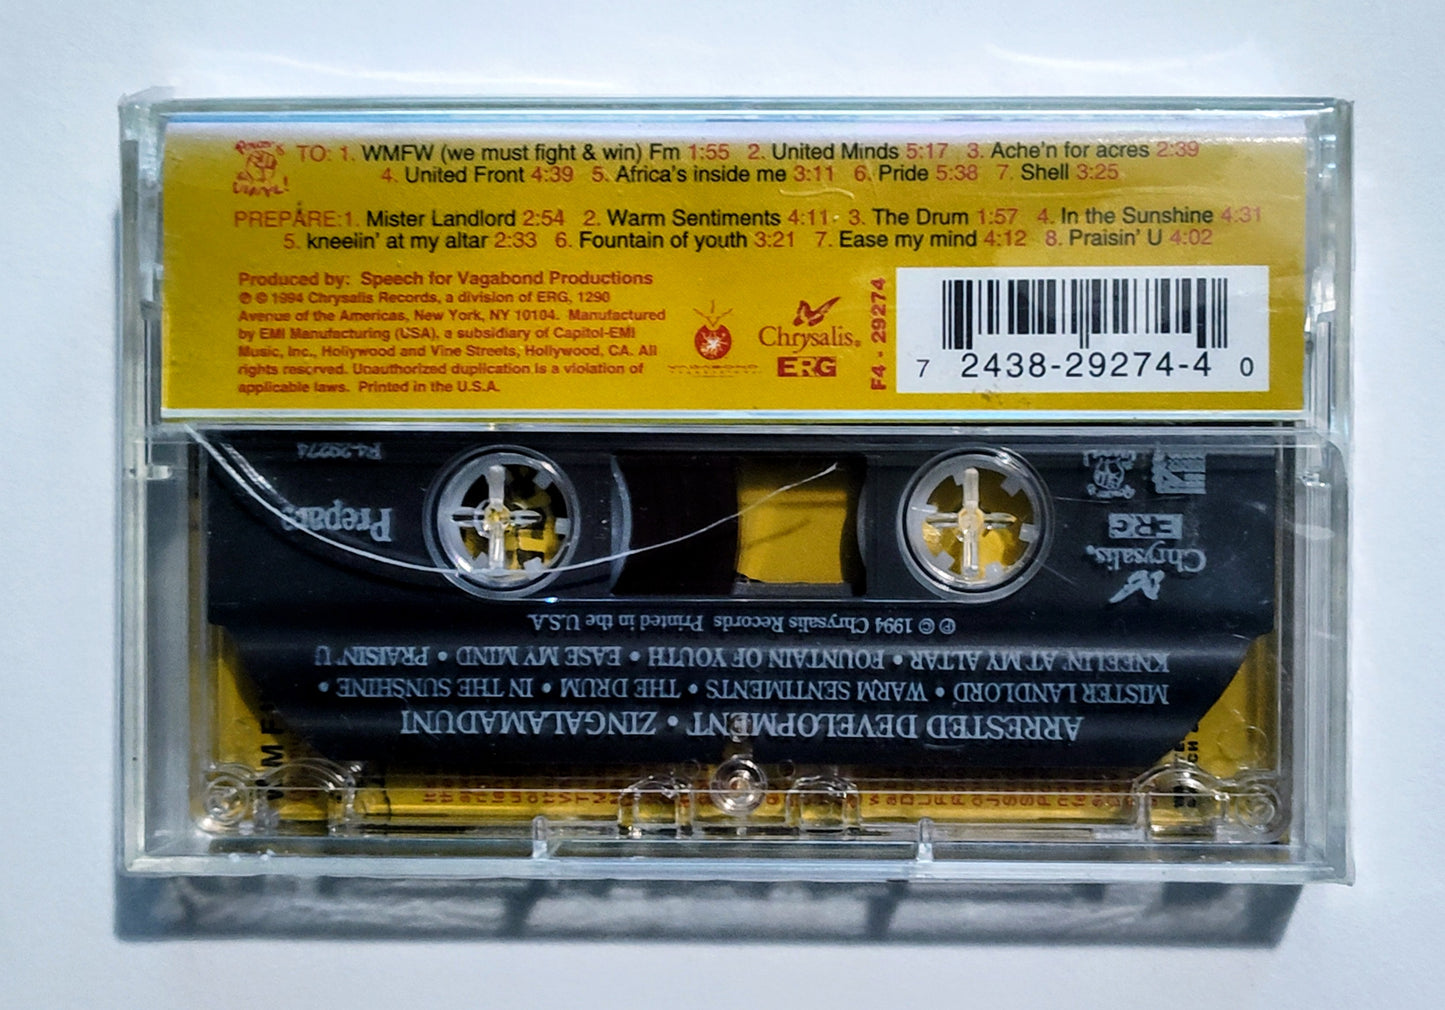 Power's
Vinyl!
TO: 1. WMFW (we must fight & win) Fm 1:55 2. United Minds 5:17 3. Ache'n for acres 2:39
4. United Front 4:39 5. Africa's inside me 3:11 6. Pride 5:38 7. Shell 3:25
PREPARE: 1. Mister Landlord 2:54 2. Warm Sentiments 4:11 3. The Drum 1:57 4. In the Sunshine 4:31
5. kneelin' at my altar 2:33 6. Fountain of youth 3:21 7. Ease my mind 4:12 8. Praisin' U 4:02
Produced by: Speech for Vagabond Productions
℗ © 1994 Chrysalis Records, a division of ERG, 1290
Avenue of the Americas, New York, NY 10104. Manufactured
by EMI Manufacturing (USA), a subsidiary of Capitol-EMI
Music, Inc., Hollywood and Vine Streets, Hollywood, CA. All
rights reserved. Unauthorized duplication is a violation of
applicable laws. Printed in the U.S.A.
VAGABOND
Chrysalis®
ERG
F4 - 29274
7 2438-29274-4 0
F4-29274
Prepare
ERG
Chrysalis.
℗ © 1994 Chrysalis Records Printed in the U.S.A.
ARRESTED DEVELOPMENT • ZINGALAMADUNI
MISTER LANDLORD • WARM SENTIMENTS • THE DRUM • IN THE SUNSHINE •
KNEELIN' AT MY ALTAR • FOUNTAIN OF YOUTH • EASE MY MIND • PRAISIN' U